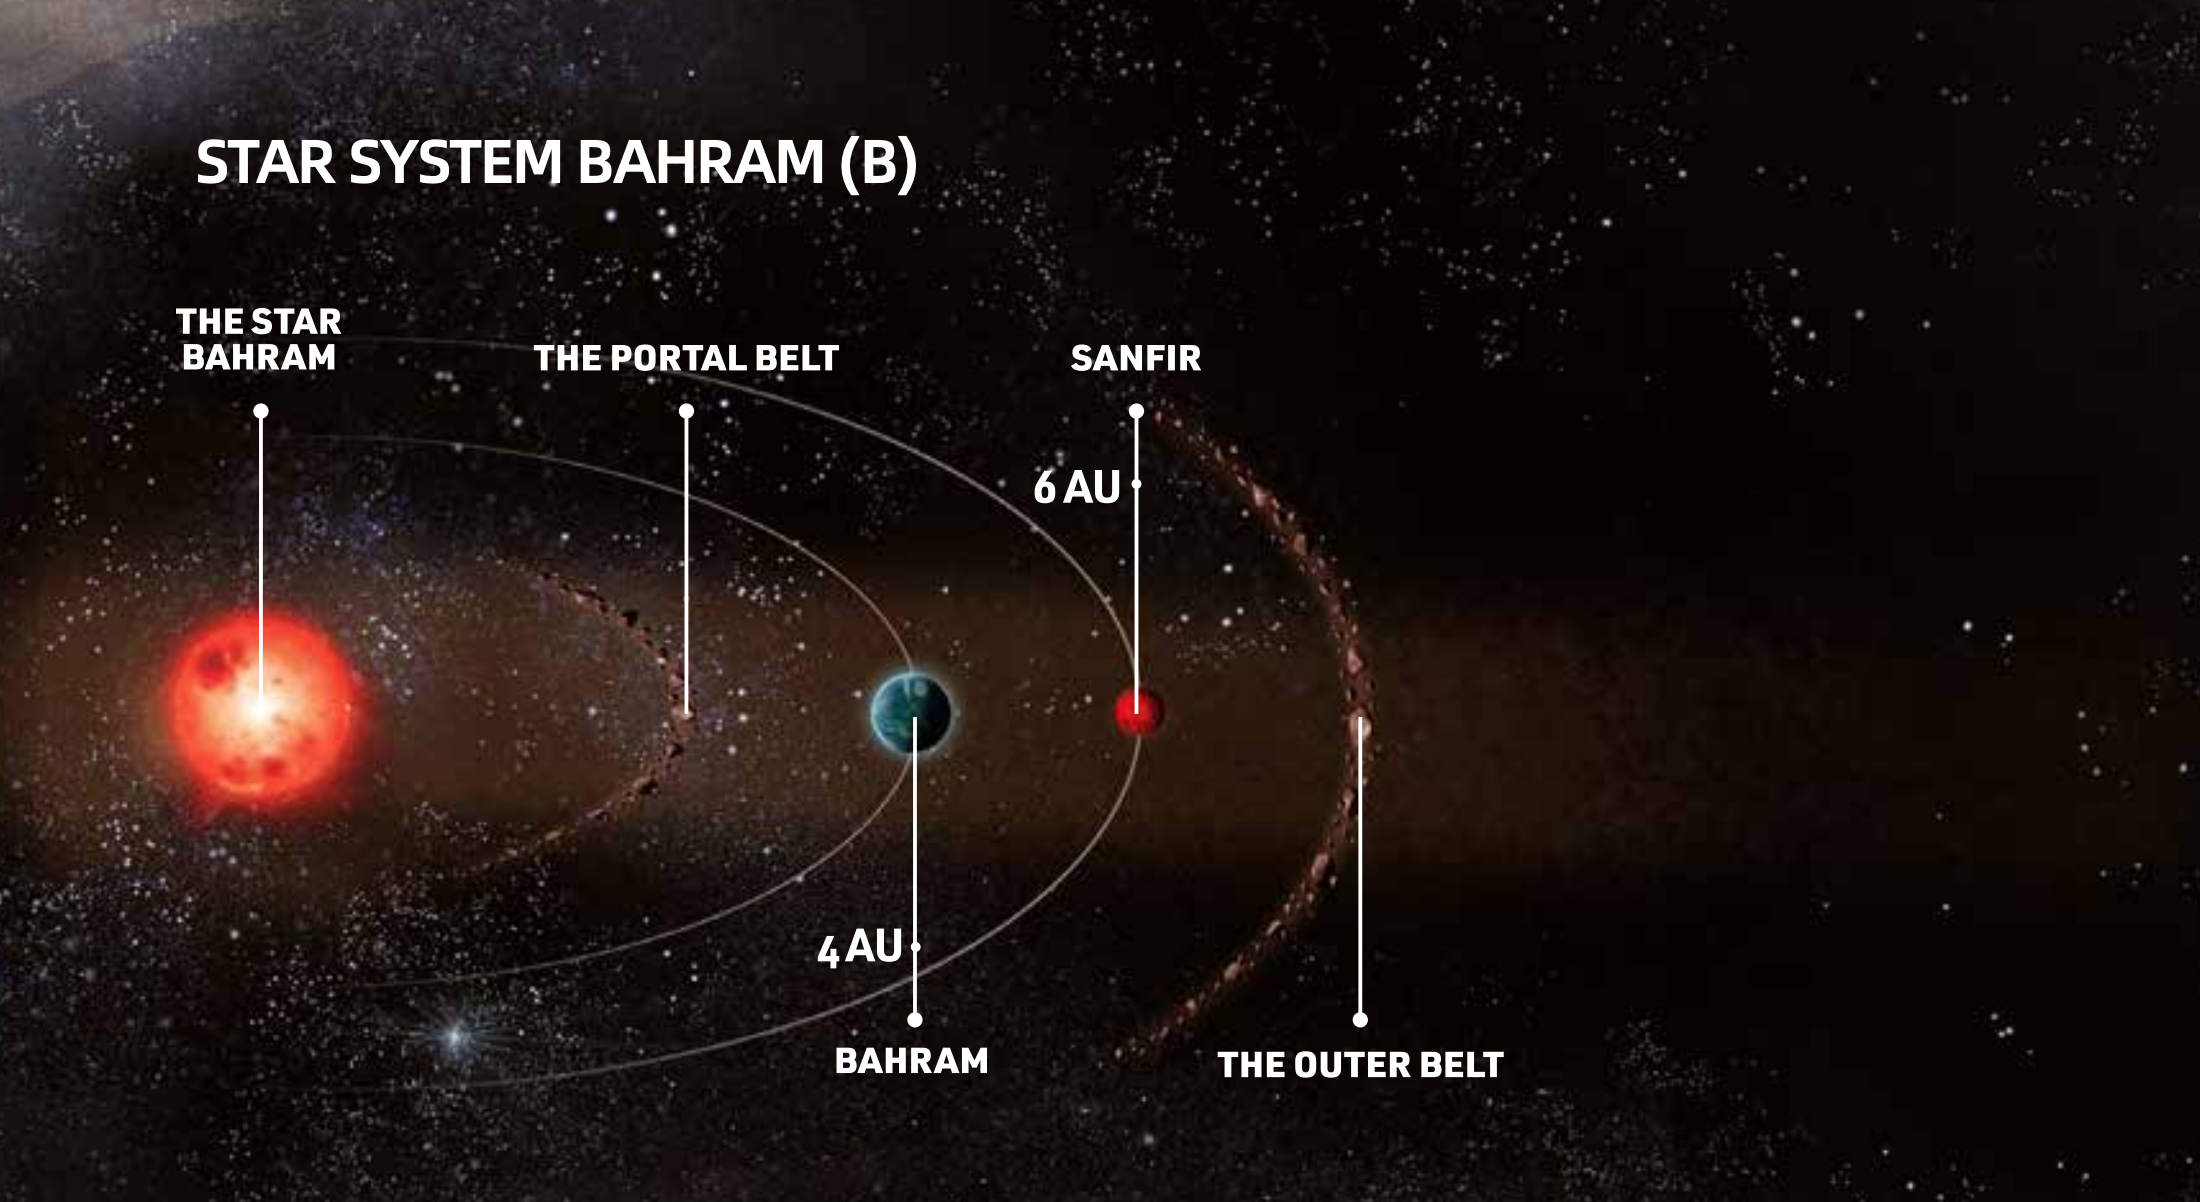 STAR SYSTEM BAHRAM (B)
THE STAR
BAHRAM
THE PORTAL BELT
SANFIR
6 AU
4 AU
BAHRAM
THE OUTER BELT